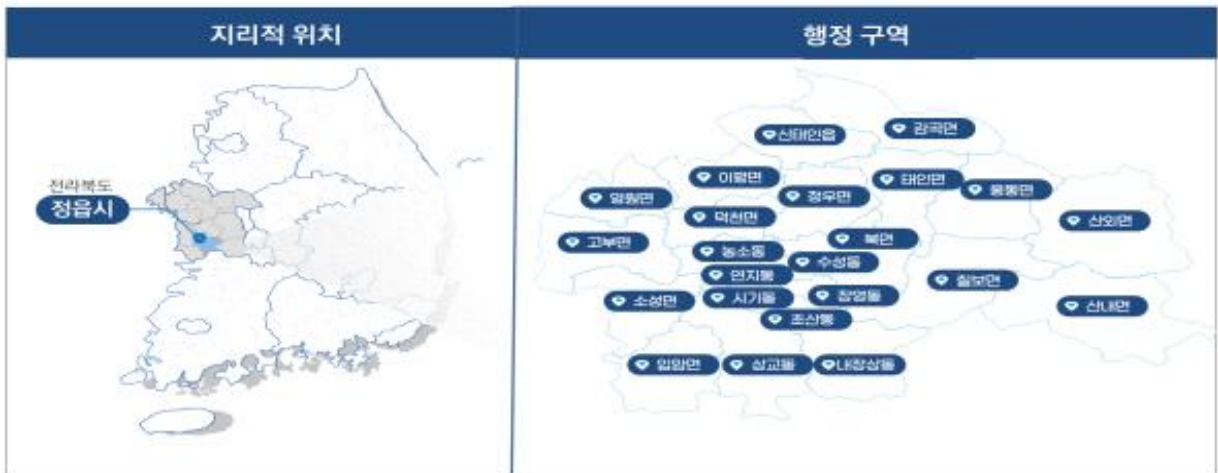 지리적 위치
행정 구역
전라북도
정읍시
신태인읍
감곡면
이평면
태인면
옹동면
영원면
정우면
산외면
덕천면
고부면
북면
농소동
수성동
연지동
칠보면
소성면
시기동
장명동
산내면
초산동
입암면
상교동
내장상동